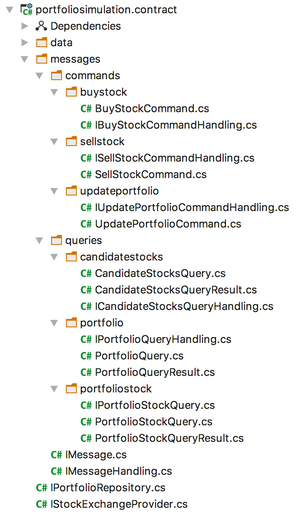 portfoliosimulation.contract
Dependencies
data
messages
commands
buystock
C# BuyStockCommand.cs
C# IBuyStockCommandHandling.cs
sellstock
C# ISellStockCommandHandling.cs
C# SellStockCommand.cs
updateportfolio
C# IUpdatePortfolioCommandHandling.cs
C# UpdatePortfolioCommand.cs
queries
candidatestocks
C# CandidateStocksQuery.cs
C# CandidateStocksQueryResult.cs
C# ICandidateStocksQueryHandling.cs
portfolio
C# IPortfolioQueryHandling.cs
C# PortfolioQuery.cs
C# PortfolioQueryResult.cs
portfoliostock
C# IPortfolioStockQuery.cs
C# PortfolioStockQuery.cs
C# PortfolioStockQueryResult.cs
C# IMessage.cs
C# IMessageHandling.cs
C# IPortfolioRepository.cs
C# IStockExchangeProvider.cs